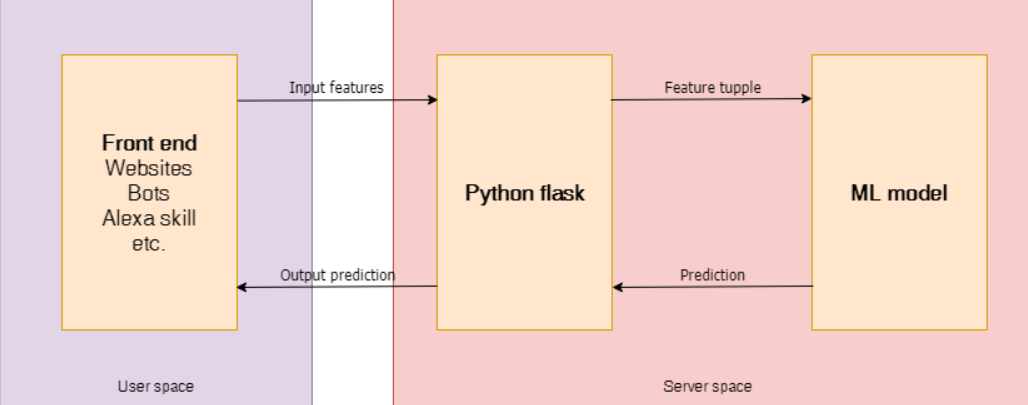 Input features
Feature tupple
Front end
Websites
Bots
Alexa skill
etc.
Python flask
ML model
Output prediction
Prediction
User space
Server space